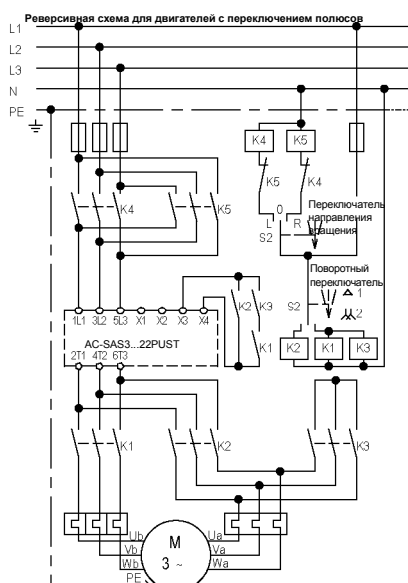 Реверсивная схема для двигателей с переключением полюсов
L1
L2
L3
N
PE
K4 K5
K5 K4
K4 K5
Переключатель
направления
вращения
0
L R
S2
Поворотный
переключатель
S2
1
2
1L1 3L2 5L3 X1 X2 X3 X4
AC-SAS3...22PUST
2T1 4T2 6T3
K2 K3
K1
K2 K1 K3
K1 K2 K3
Ub Ua
Vb Va
Wb Wa
M
3 ~
PE